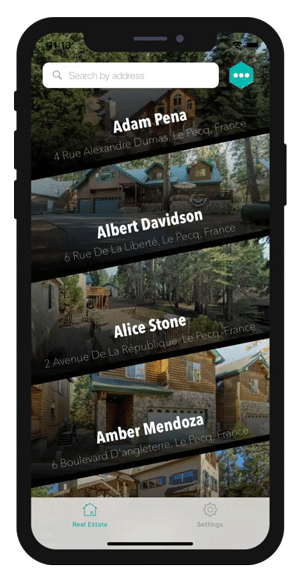 Search by address
Adam Pena
4 Rue Alexandre Dumas, Le Pecq, France
Albert Davidson
6 Rue De La Liberté, Le Pecq, France
Alice Stone
2 Avenue De La République, Le Pecq, France
Amber Mendoza
6 Boulevard D'angleterre, Le Pecq, France
Real Estate
Settings